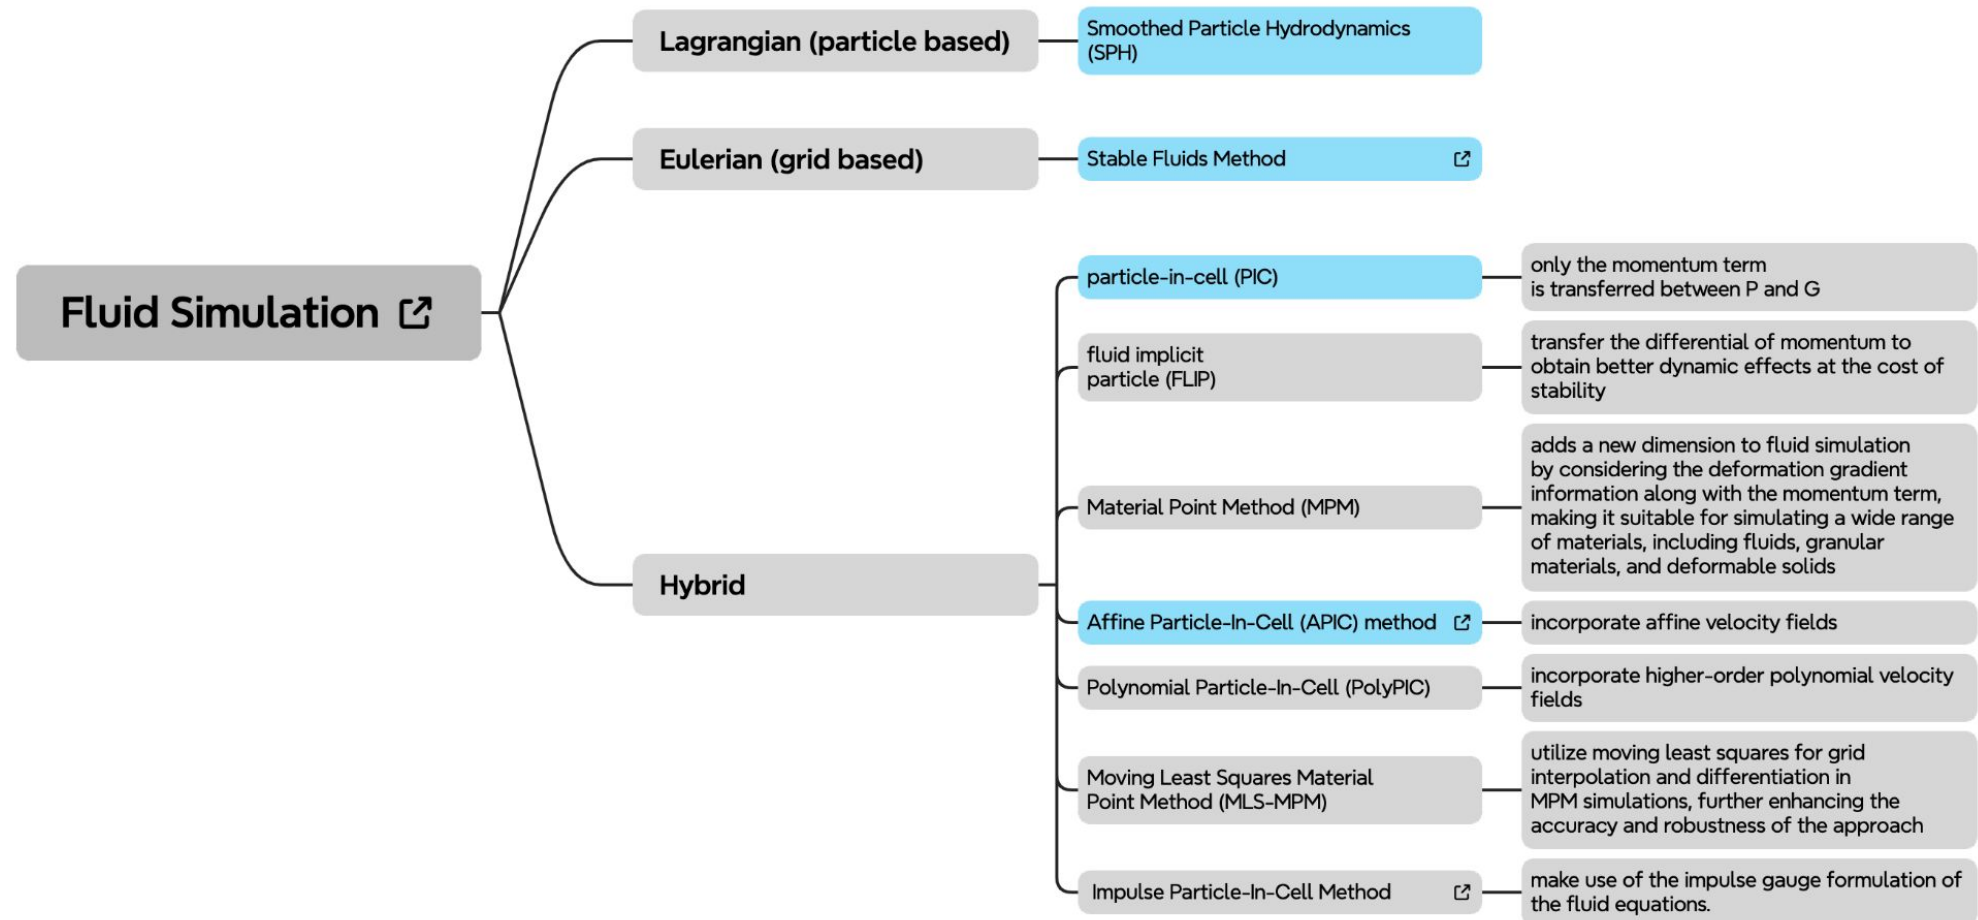 Fluid Simulation
Lagrangian (particle based)
Smoothed Particle Hydrodynamics
(SPH)
Eulerian (grid based)
Stable Fluids Method
Hybrid
particle-in-cell (PIC)
only the momentum term
is transferred between P and G
fluid implicit
particle (FLIP)
transfer the differential of momentum to
obtain better dynamic effects at the cost of
stability
Material Point Method (MPM)
adds a new dimension to fluid simulation
by considering the deformation gradient
information along with the momentum term,
making it suitable for simulating a wide range
of materials, including fluids, granular
materials, and deformable solids
Affine Particle-In-Cell (APIC) method
incorporate affine velocity fields
Polynomial Particle-In-Cell (PolyPIC)
incorporate higher-order polynomial velocity
fields
Moving Least Squares Material
Point Method (MLS-MPM)
utilize moving least squares for grid
interpolation and differentiation in
MPM simulations, further enhancing the
accuracy and robustness of the approach
Impulse Particle-In-Cell Method
make use of the impulse gauge formulation of
the fluid equations.